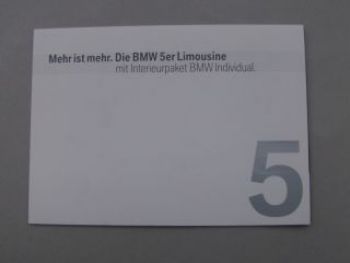 Mehr ist mehr. Die BMW 5er Limousine
mit Interieurpaket BMW Individual.
5